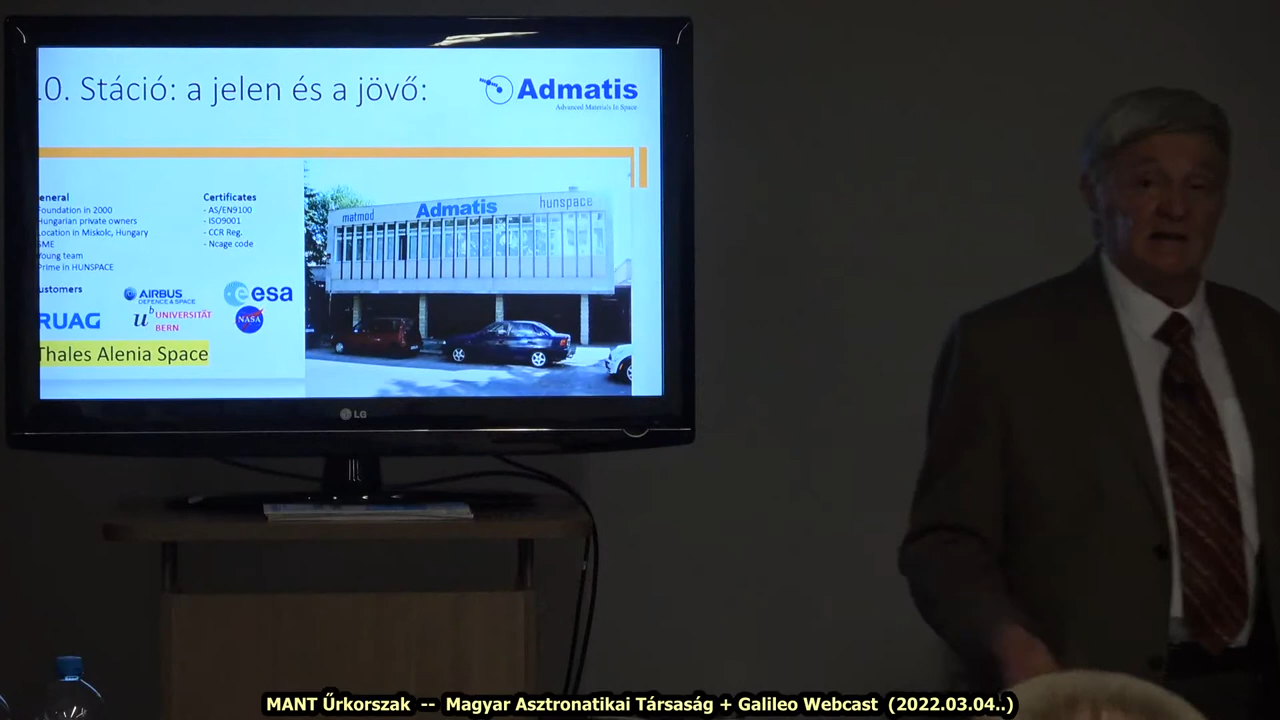 .0. Stáció: a jelen és a jövő:
Admatis
Advanced Materials In Space
eneral
Foundation in 2000
Hungarian private owners
Location in Miskolc, Hungary
SME
Young team
Prime in HUNSPACE
Certificates
- AS/EN9100
- ISO9001
- CCR Reg.
- Ncage code
ustomers
AIRBUS
DEFENCE & SPACE
esa
RUAG
u b UNIVERSITÄT
BERN
NASA
Thales Alenia Space
matmod
Admatis
hunspace
LG
MANT Űrkorszak -- Magyar Asztronatikai Társaság + Galileo Webcast (2022.03.04..)